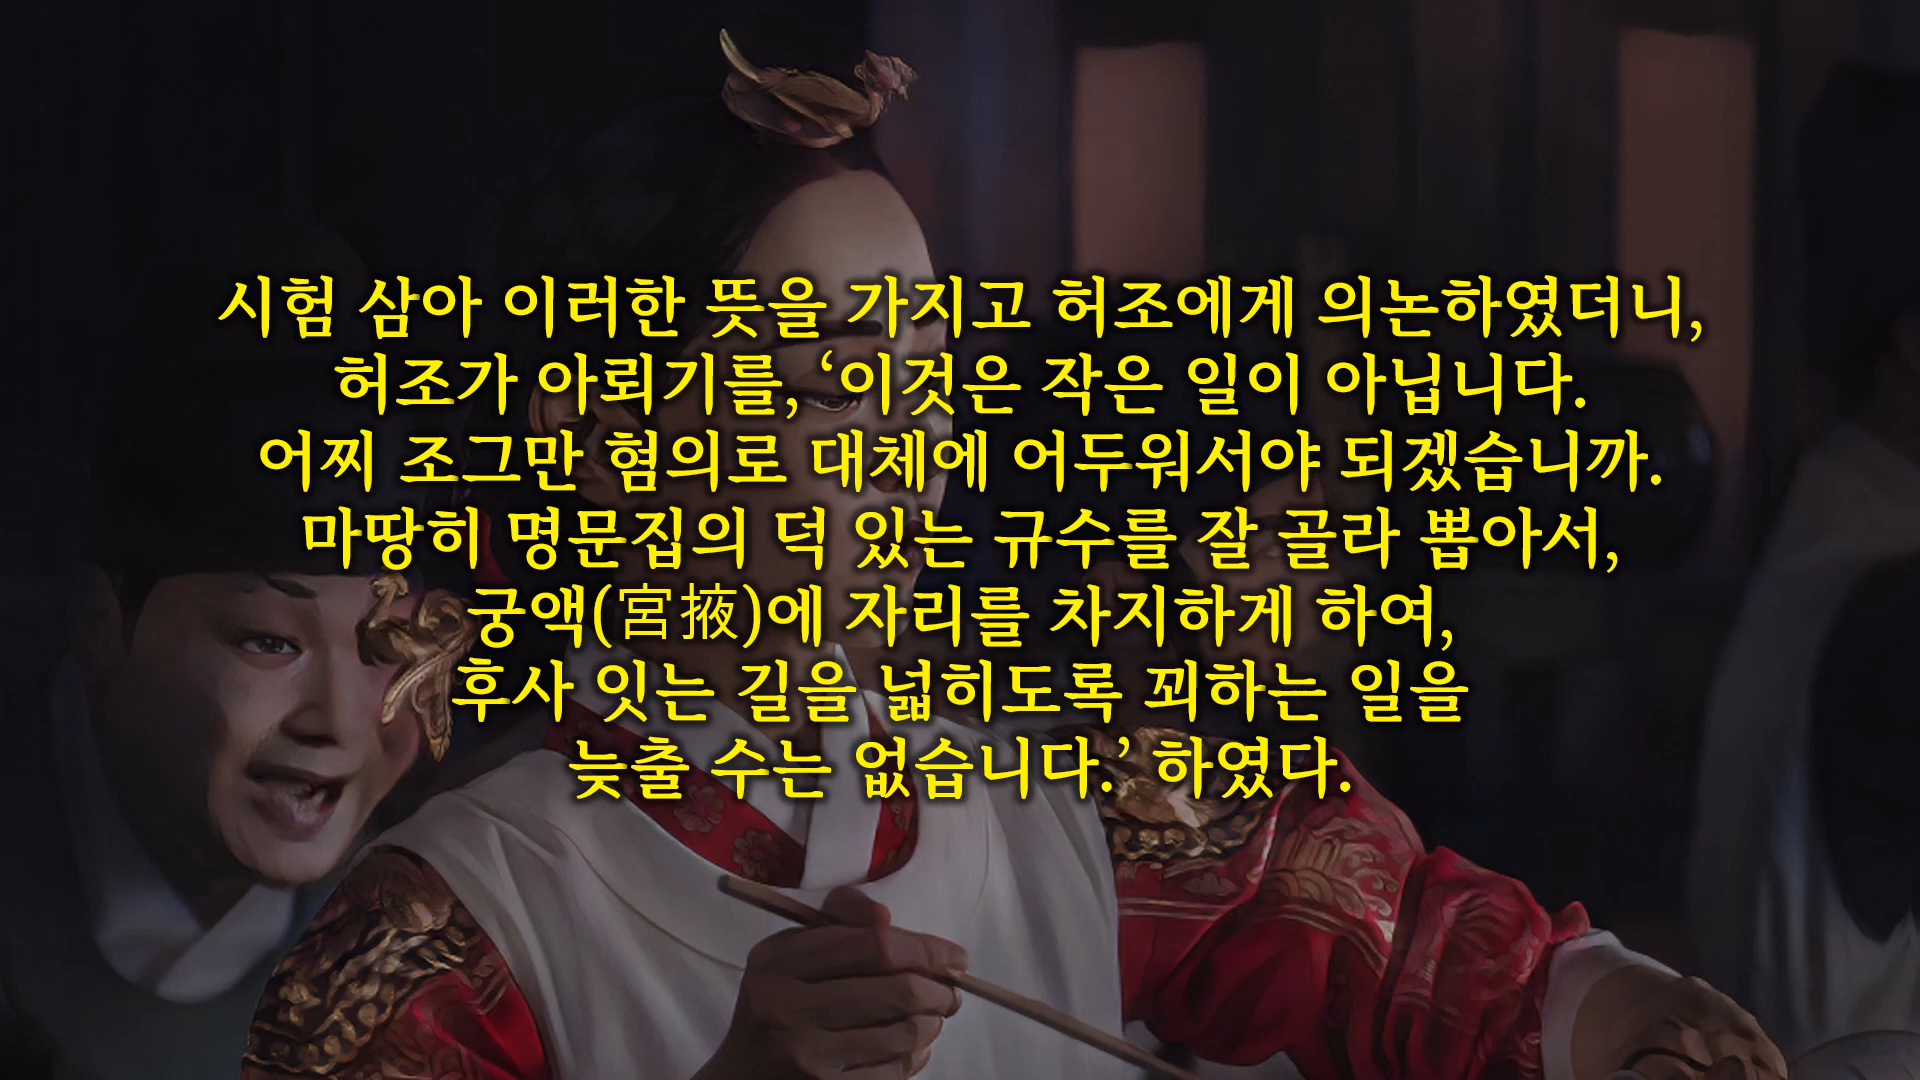 시험 삼아 이러한 뜻을 가지고 허조에게 의논하였더니,
허조가 아뢰기를, ‘이것은 작은 일이 아닙니다.
어찌 조그만 혐의로 대체에 어두워서야 되겠습니까.
마땅히 명문집의 덕 있는 규수를 잘 골라 뽑아서,
궁액(宮掖)에 자리를 차지하게 하여,
후사 잇는 길을 넓히도록 꾀하는 일을
늦출 수는 없습니다.’ 하였다.